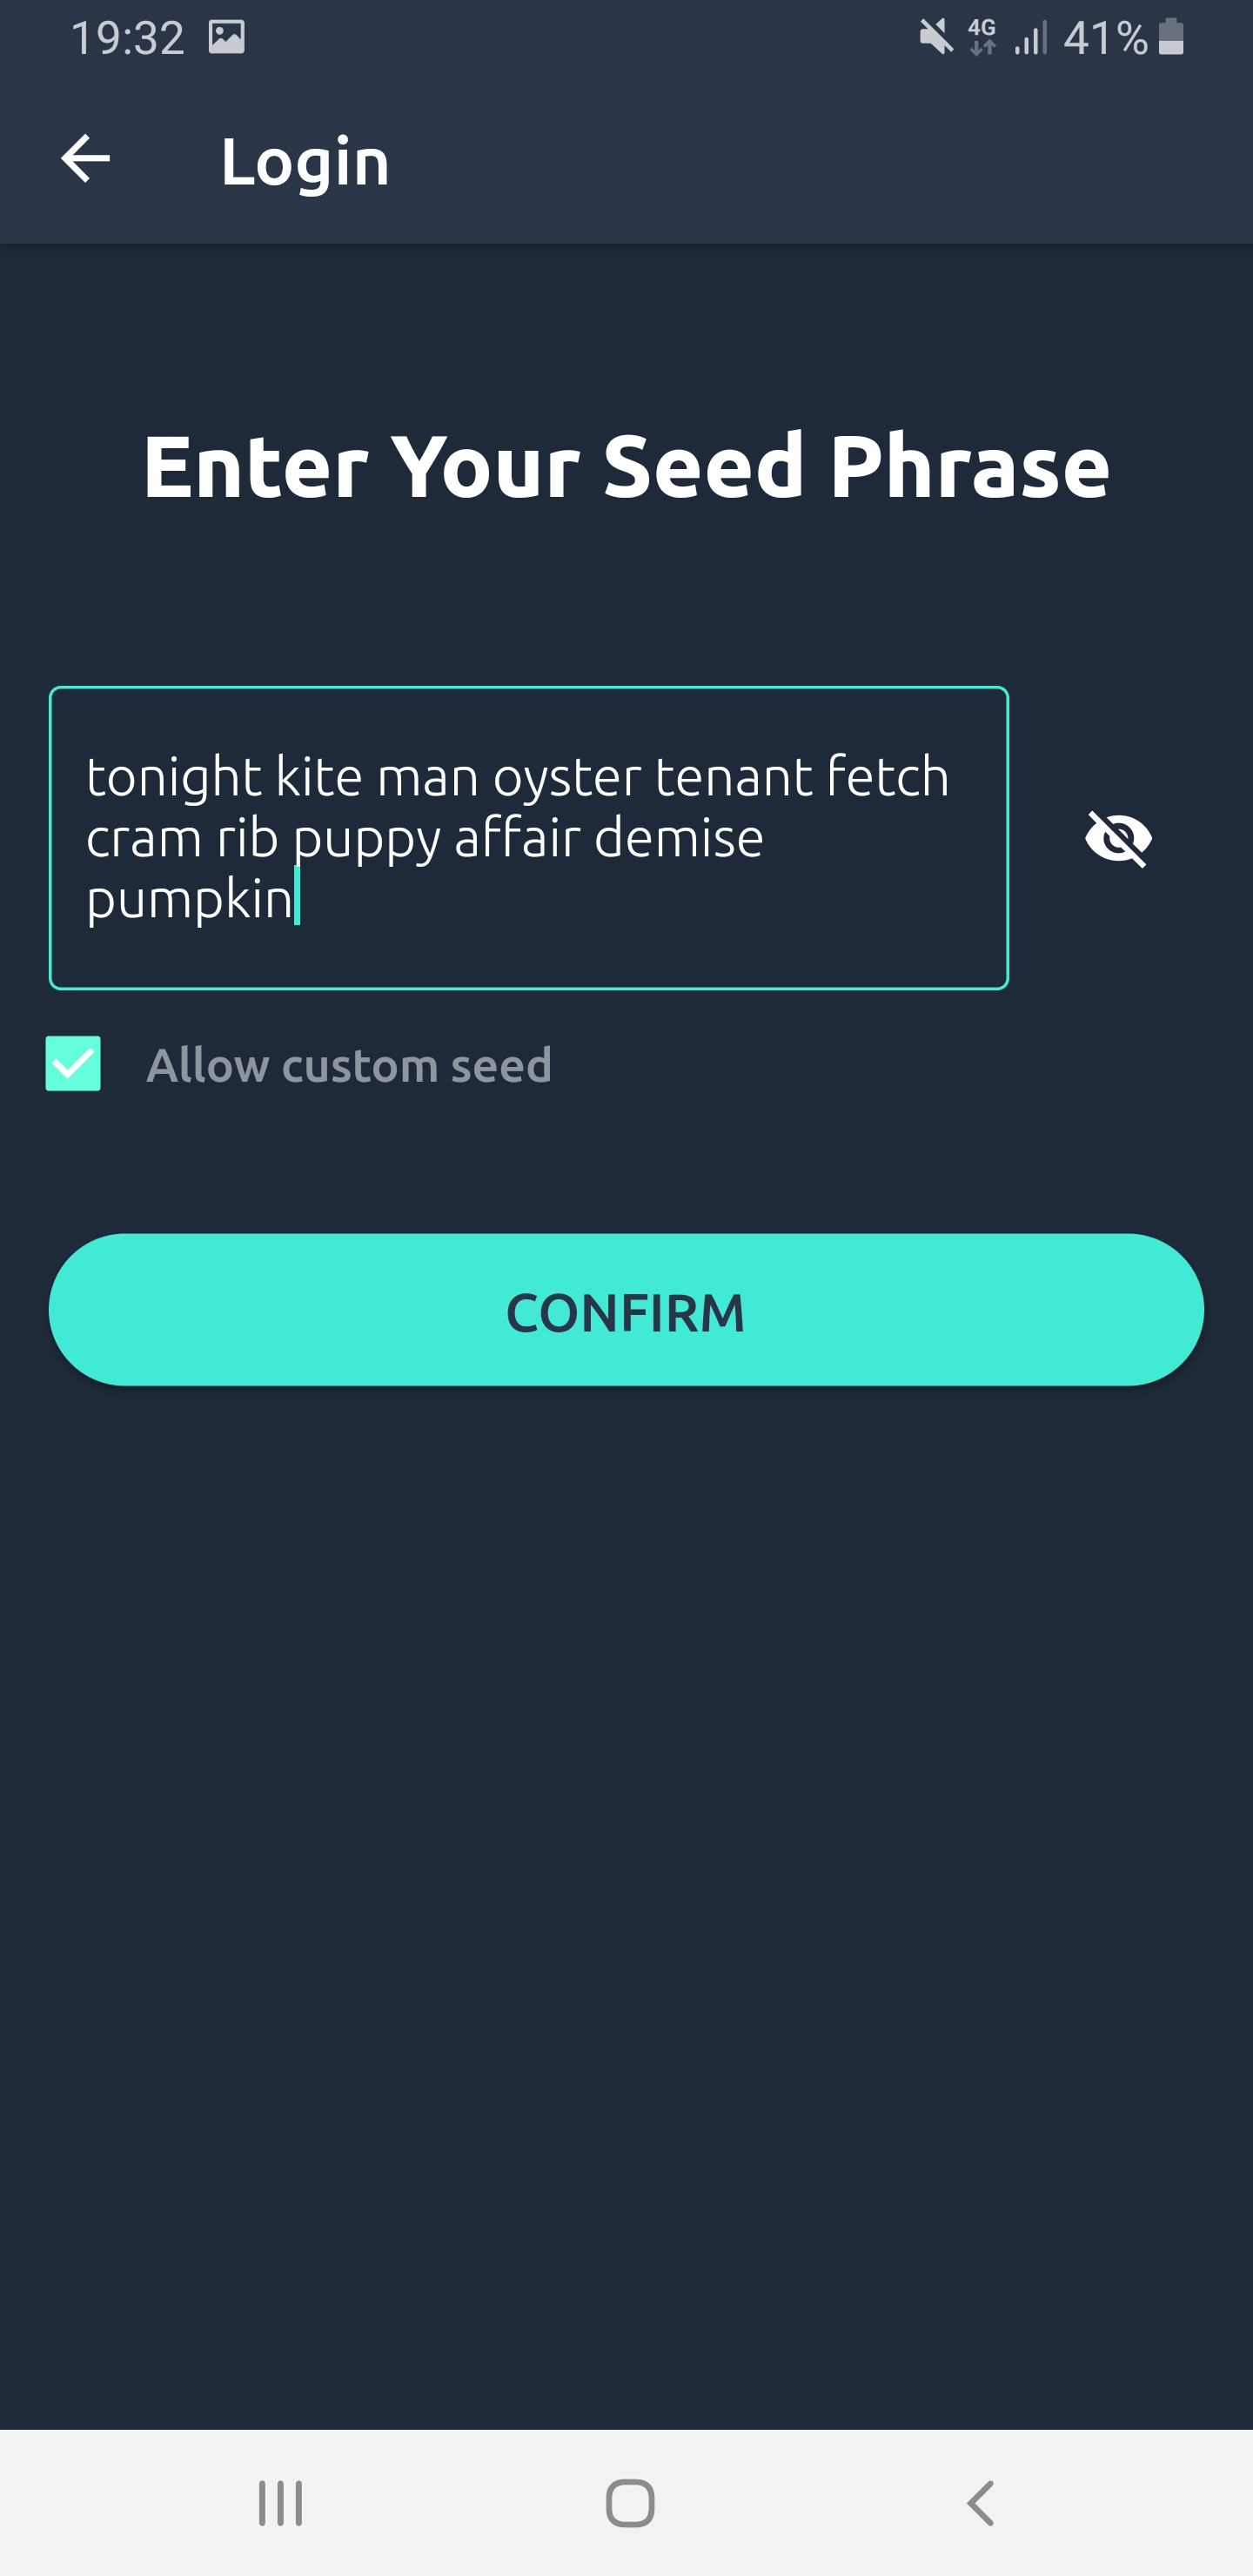 19:32 4G 41%
Login
Enter Your Seed Phrase
tonight kite man oyster tenant fetch
cram rib puppy affair demise
pumpkin
Allow custom seed
CONFIRM